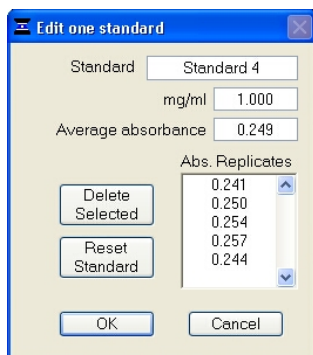 Edit one standard
Standard Standard 4
mg/ml 1.000
Average absorbance 0.249
Abs. Replicates
0.241
0.250
0.254
0.257
0.244
Delete
Selected
Reset
Standard
OK Cancel